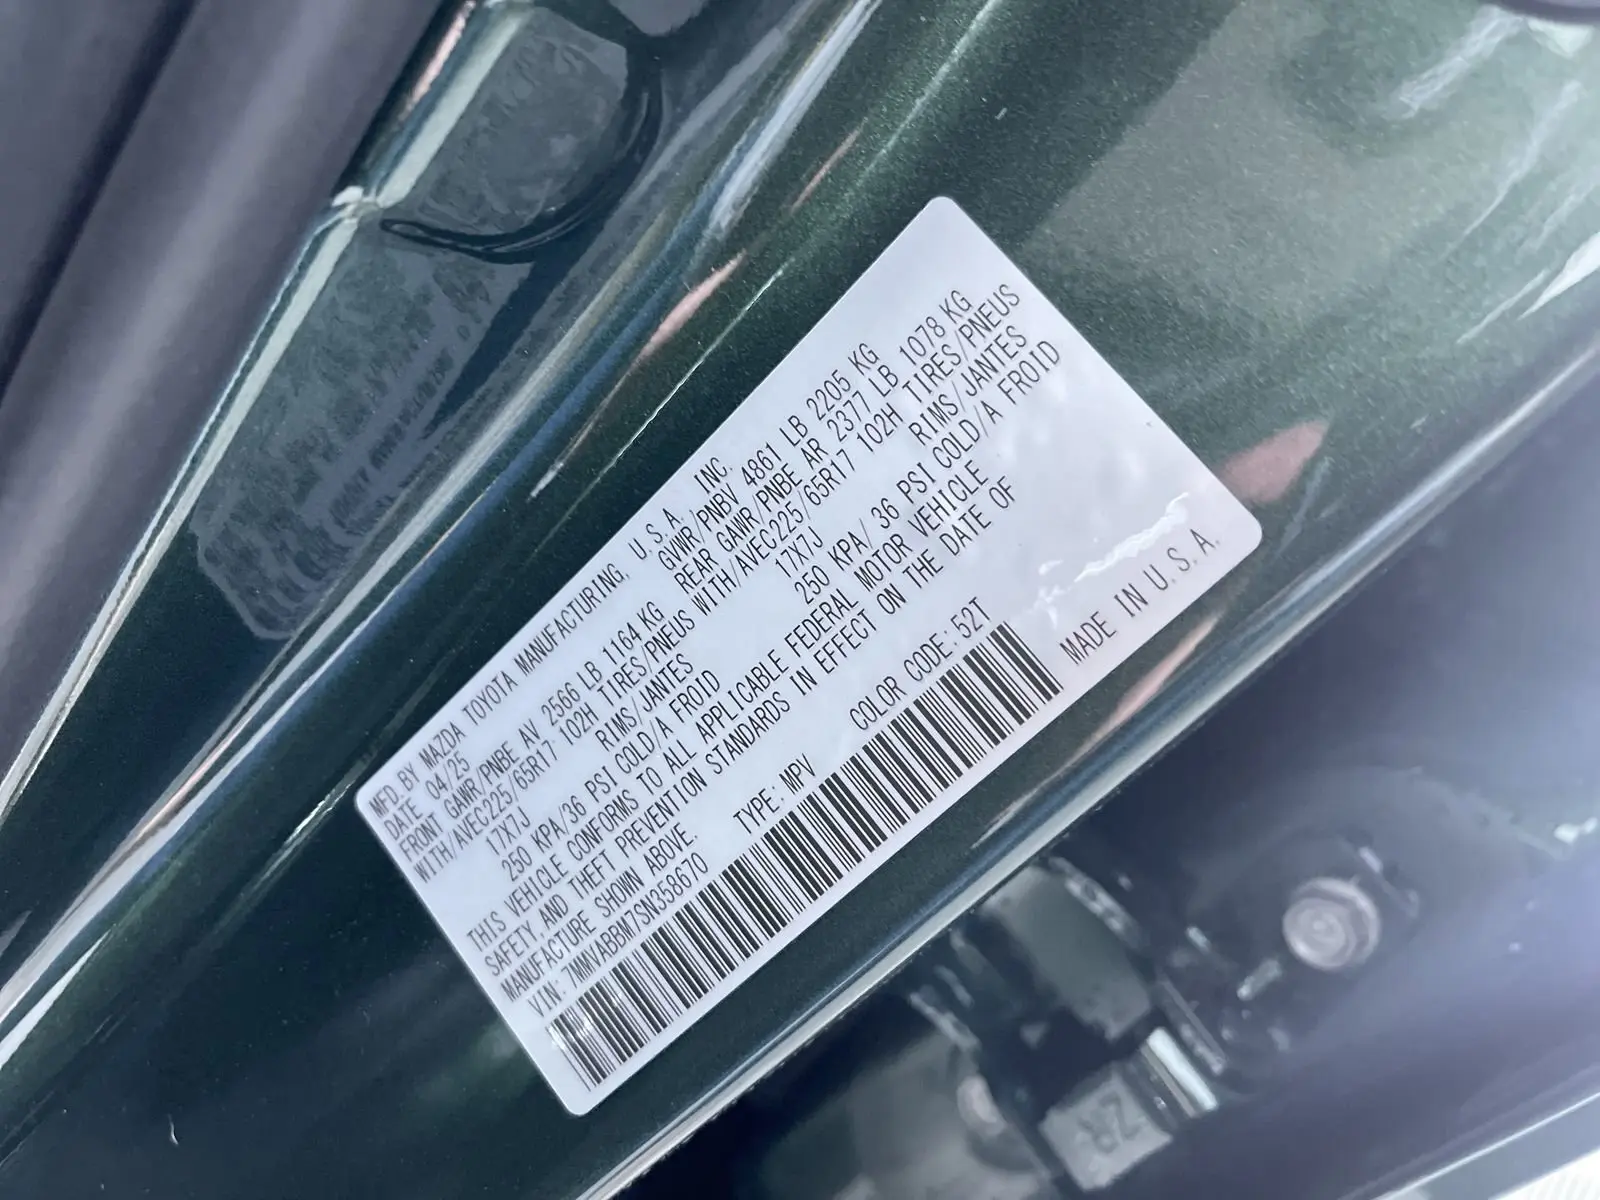 MFD. BY MAZDA TOYOTA MANUFACTURING, U.S.A. INC.
DATE 04/25 GVWR/PNBV 4861 LB 2205 KG
FRONT GAWR/PNBE AV 2566 LB 1164 KG REAR GAWR/PNBE AR 2377 LB 1078 KG
WITH/AVEC225/65R17 102H TIRES/PNEUS WITH/AVEC225/65R17 102H TIRES/PNEUS
17X7J RIMS/JANTES 17X7J RIMS/JANTES
250 KPA/36 PSI COLD/A FROID 250 KPA/ 36 PSI COLD/A FROID
THIS VEHICLE CONFORMS TO ALL APPLICABLE FEDERAL MOTOR VEHICLE
SAFETY, AND THEFT PREVENTION STANDARDS IN EFFECT ON THE DATE OF
MANUFACTURE SHOWN ABOVE.
VIN: 7MMVABBM7SN358670 TYPE: MPV COLOR CODE: 52T
MADE IN U.S.A.
2R